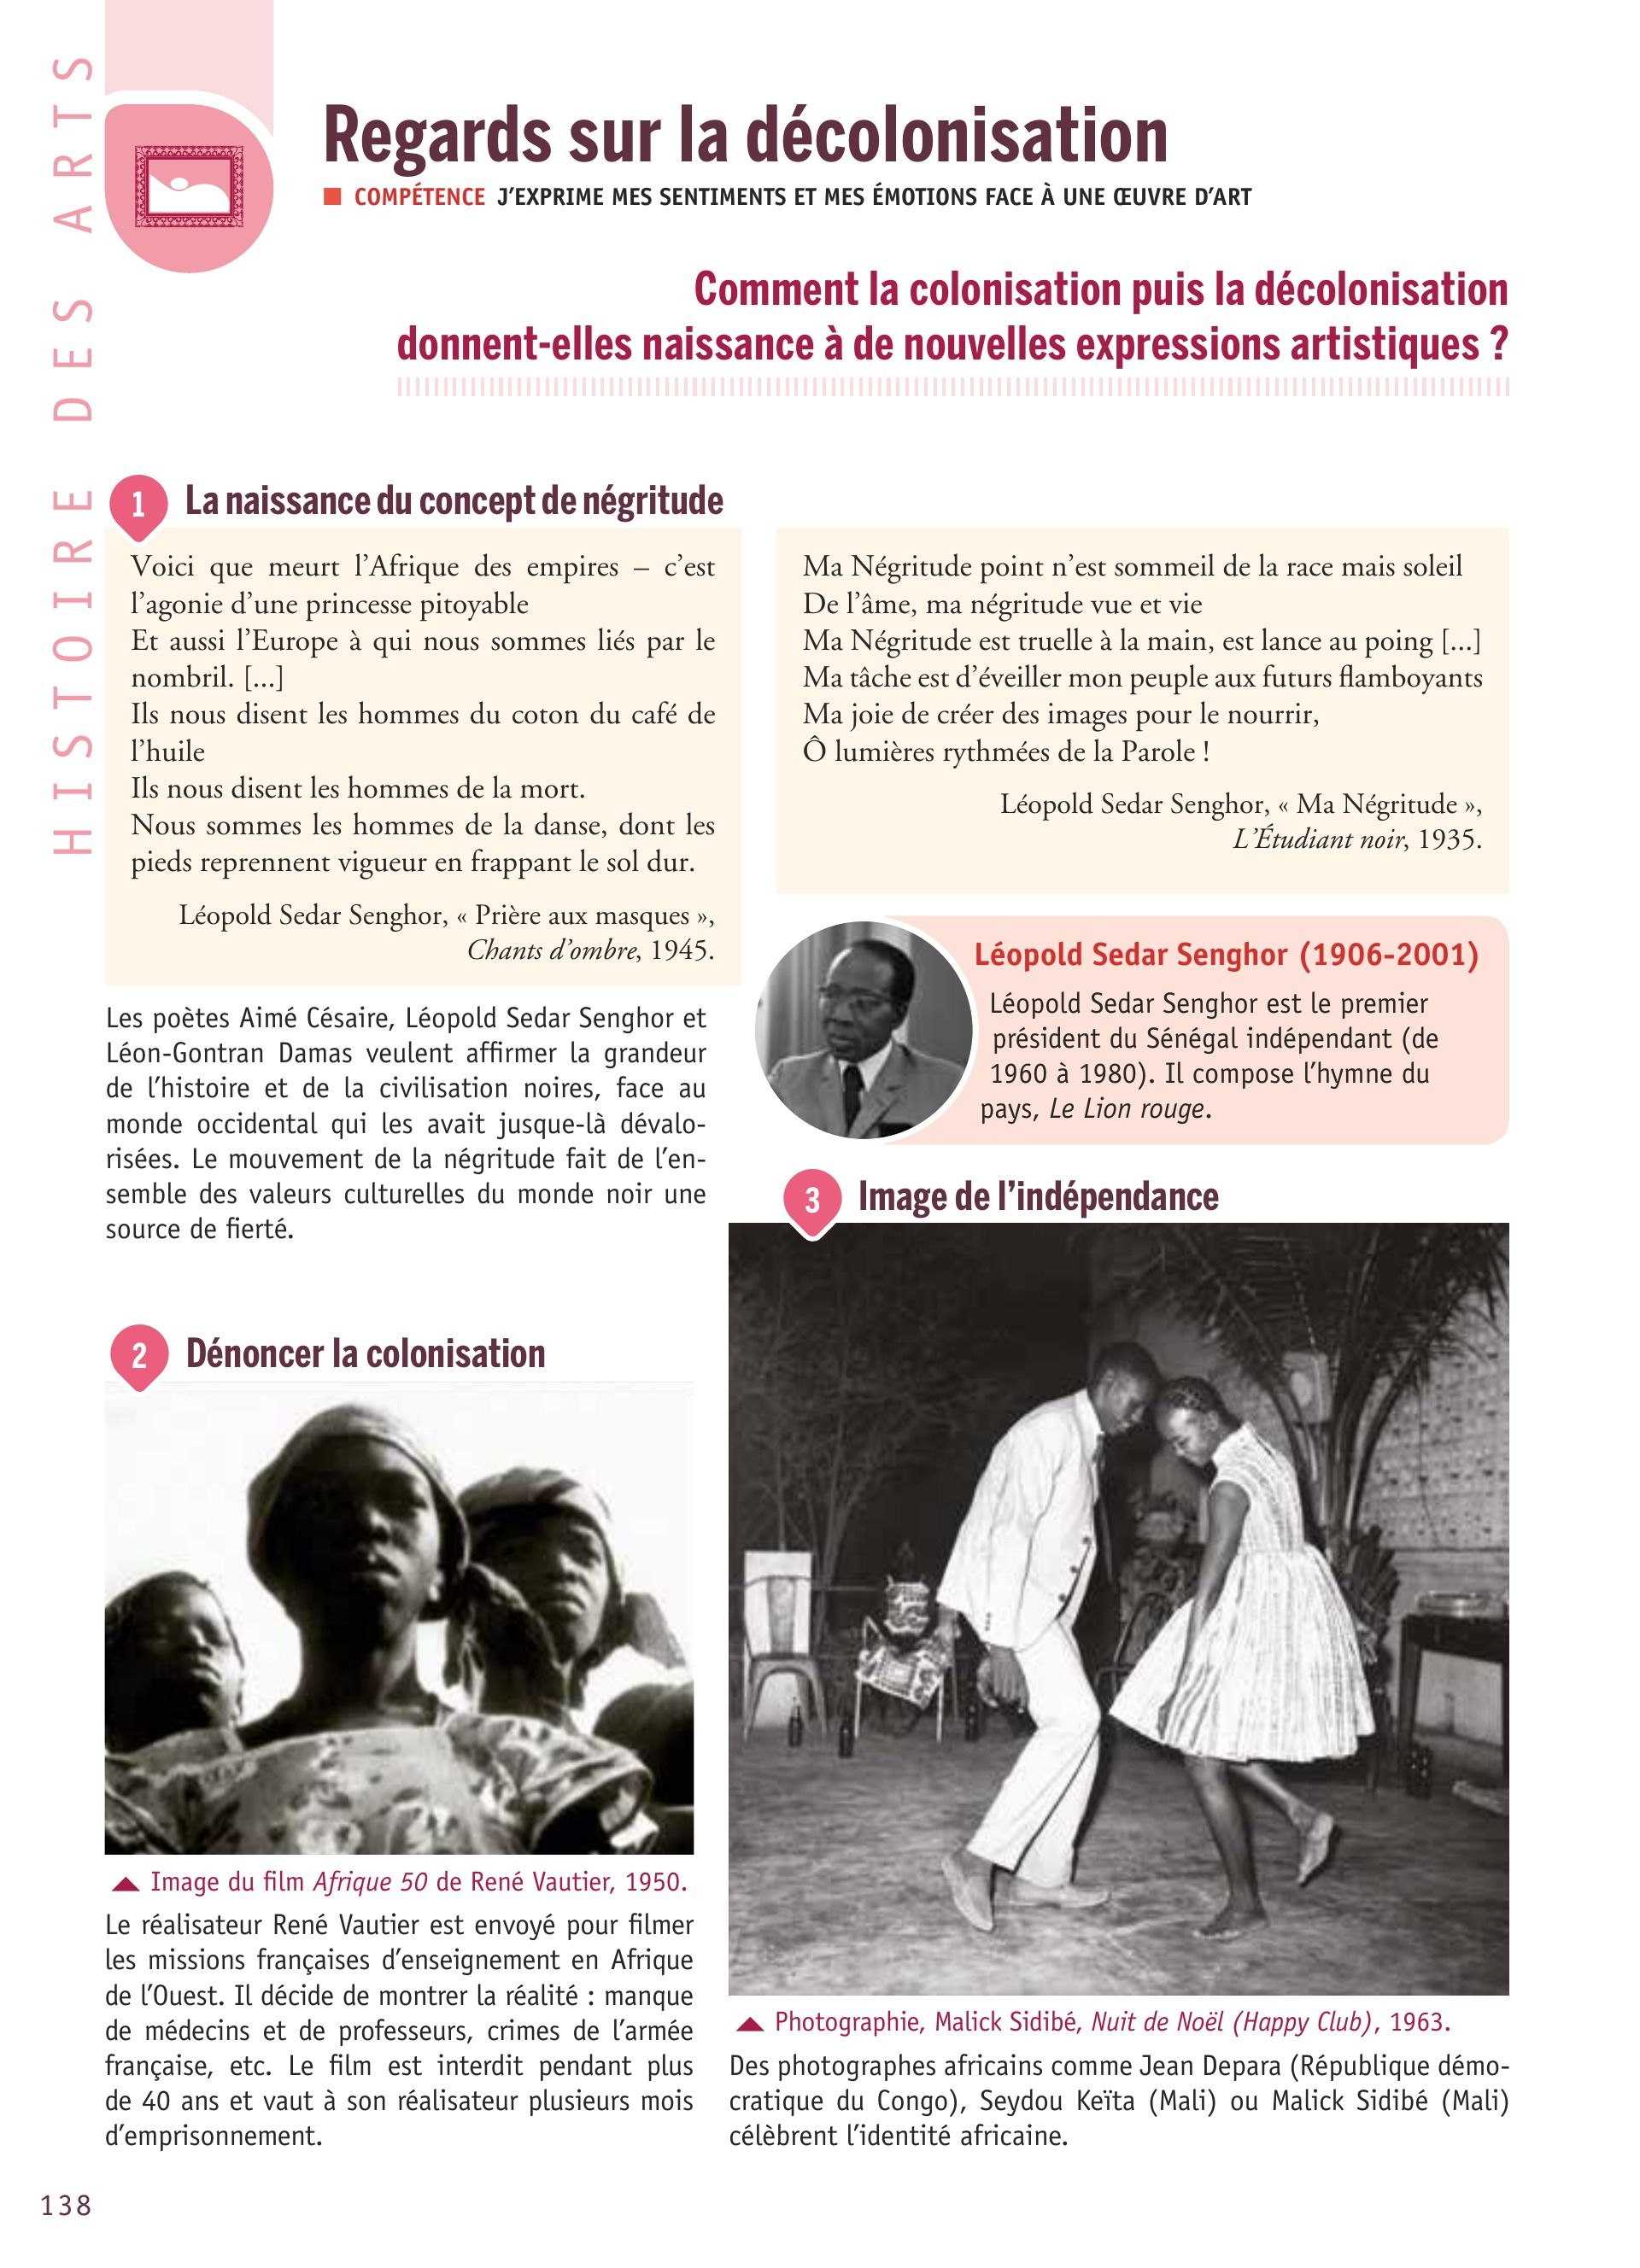 HISTOIRE DES ARTS
Regards sur la décolonisation
COMPÉTENCE J'EXPRIME MES SENTIMENTS ET MES ÉMOTIONS FACE À UNE ŒUVRE D'ART
Comment la colonisation puis la décolonisation
donnent-elles naissance à de nouvelles expressions artistiques ?
1 La naissance du concept de négritude
Voici que meurt l'Afrique des empires – c'est
l'agonie d'une princesse pitoyable
Et aussi l'Europe à qui nous sommes liés par le
nombril. [...]
Ils nous disent les hommes du coton du café de
l'huile
Ils nous disent les hommes de la mort.
Nous sommes les hommes de la danse, dont les
pieds reprennent vigueur en frappant le sol dur.
Léopold Sedar Senghor, « Prière aux masques »,
Chants d'ombre, 1945.
Ma Négritude point n'est sommeil de la race mais soleil
De l'âme, ma négritude vue et vie
Ma Négritude est truelle à la main, est lance au poing [...]
Ma tâche est d'éveiller mon peuple aux futurs flamboyants
Ma joie de créer des images pour le nourrir,
Ô lumières rythmées de la Parole !
Léopold Sedar Senghor, « Ma Négritude »,
L'Étudiant noir, 1935.
Les poètes Aimé Césaire, Léopold Sedar Senghor et
Léon-Gontran Damas veulent affirmer la grandeur
de l'histoire et de la civilisation noires, face au
monde occidental qui les avait jusque-là dévalo-
risées. Le mouvement de la négritude fait de l'en-
semble des valeurs culturelles du monde noir une
source de fierté.
Léopold Sedar Senghor (1906-2001)
Léopold Sedar Senghor est le premier
président du Sénégal indépendant (de
1960 à 1980). Il compose l'hymne du
pays, Le Lion rouge.
2 Dénoncer la colonisation
Image du film Afrique 50 de René Vautier, 1950.
Le réalisateur René Vautier est envoyé pour filmer
les missions françaises d'enseignement en Afrique
de l'Ouest. Il décide de montrer la réalité : manque
de médecins et de professeurs, crimes de l'armée
française, etc. Le film est interdit pendant plus
de 40 ans et vaut à son réalisateur plusieurs mois
d'emprisonnement.
3 Image de l'indépendance
Photographie, Malick Sidibé, Nuit de Noël (Happy Club), 1963.
Des photographes africains comme Jean Depara (République démo-
cratique du Congo), Seydou Keïta (Mali) ou Malick Sidibé (Mali)
célèbrent l'identité africaine.
138